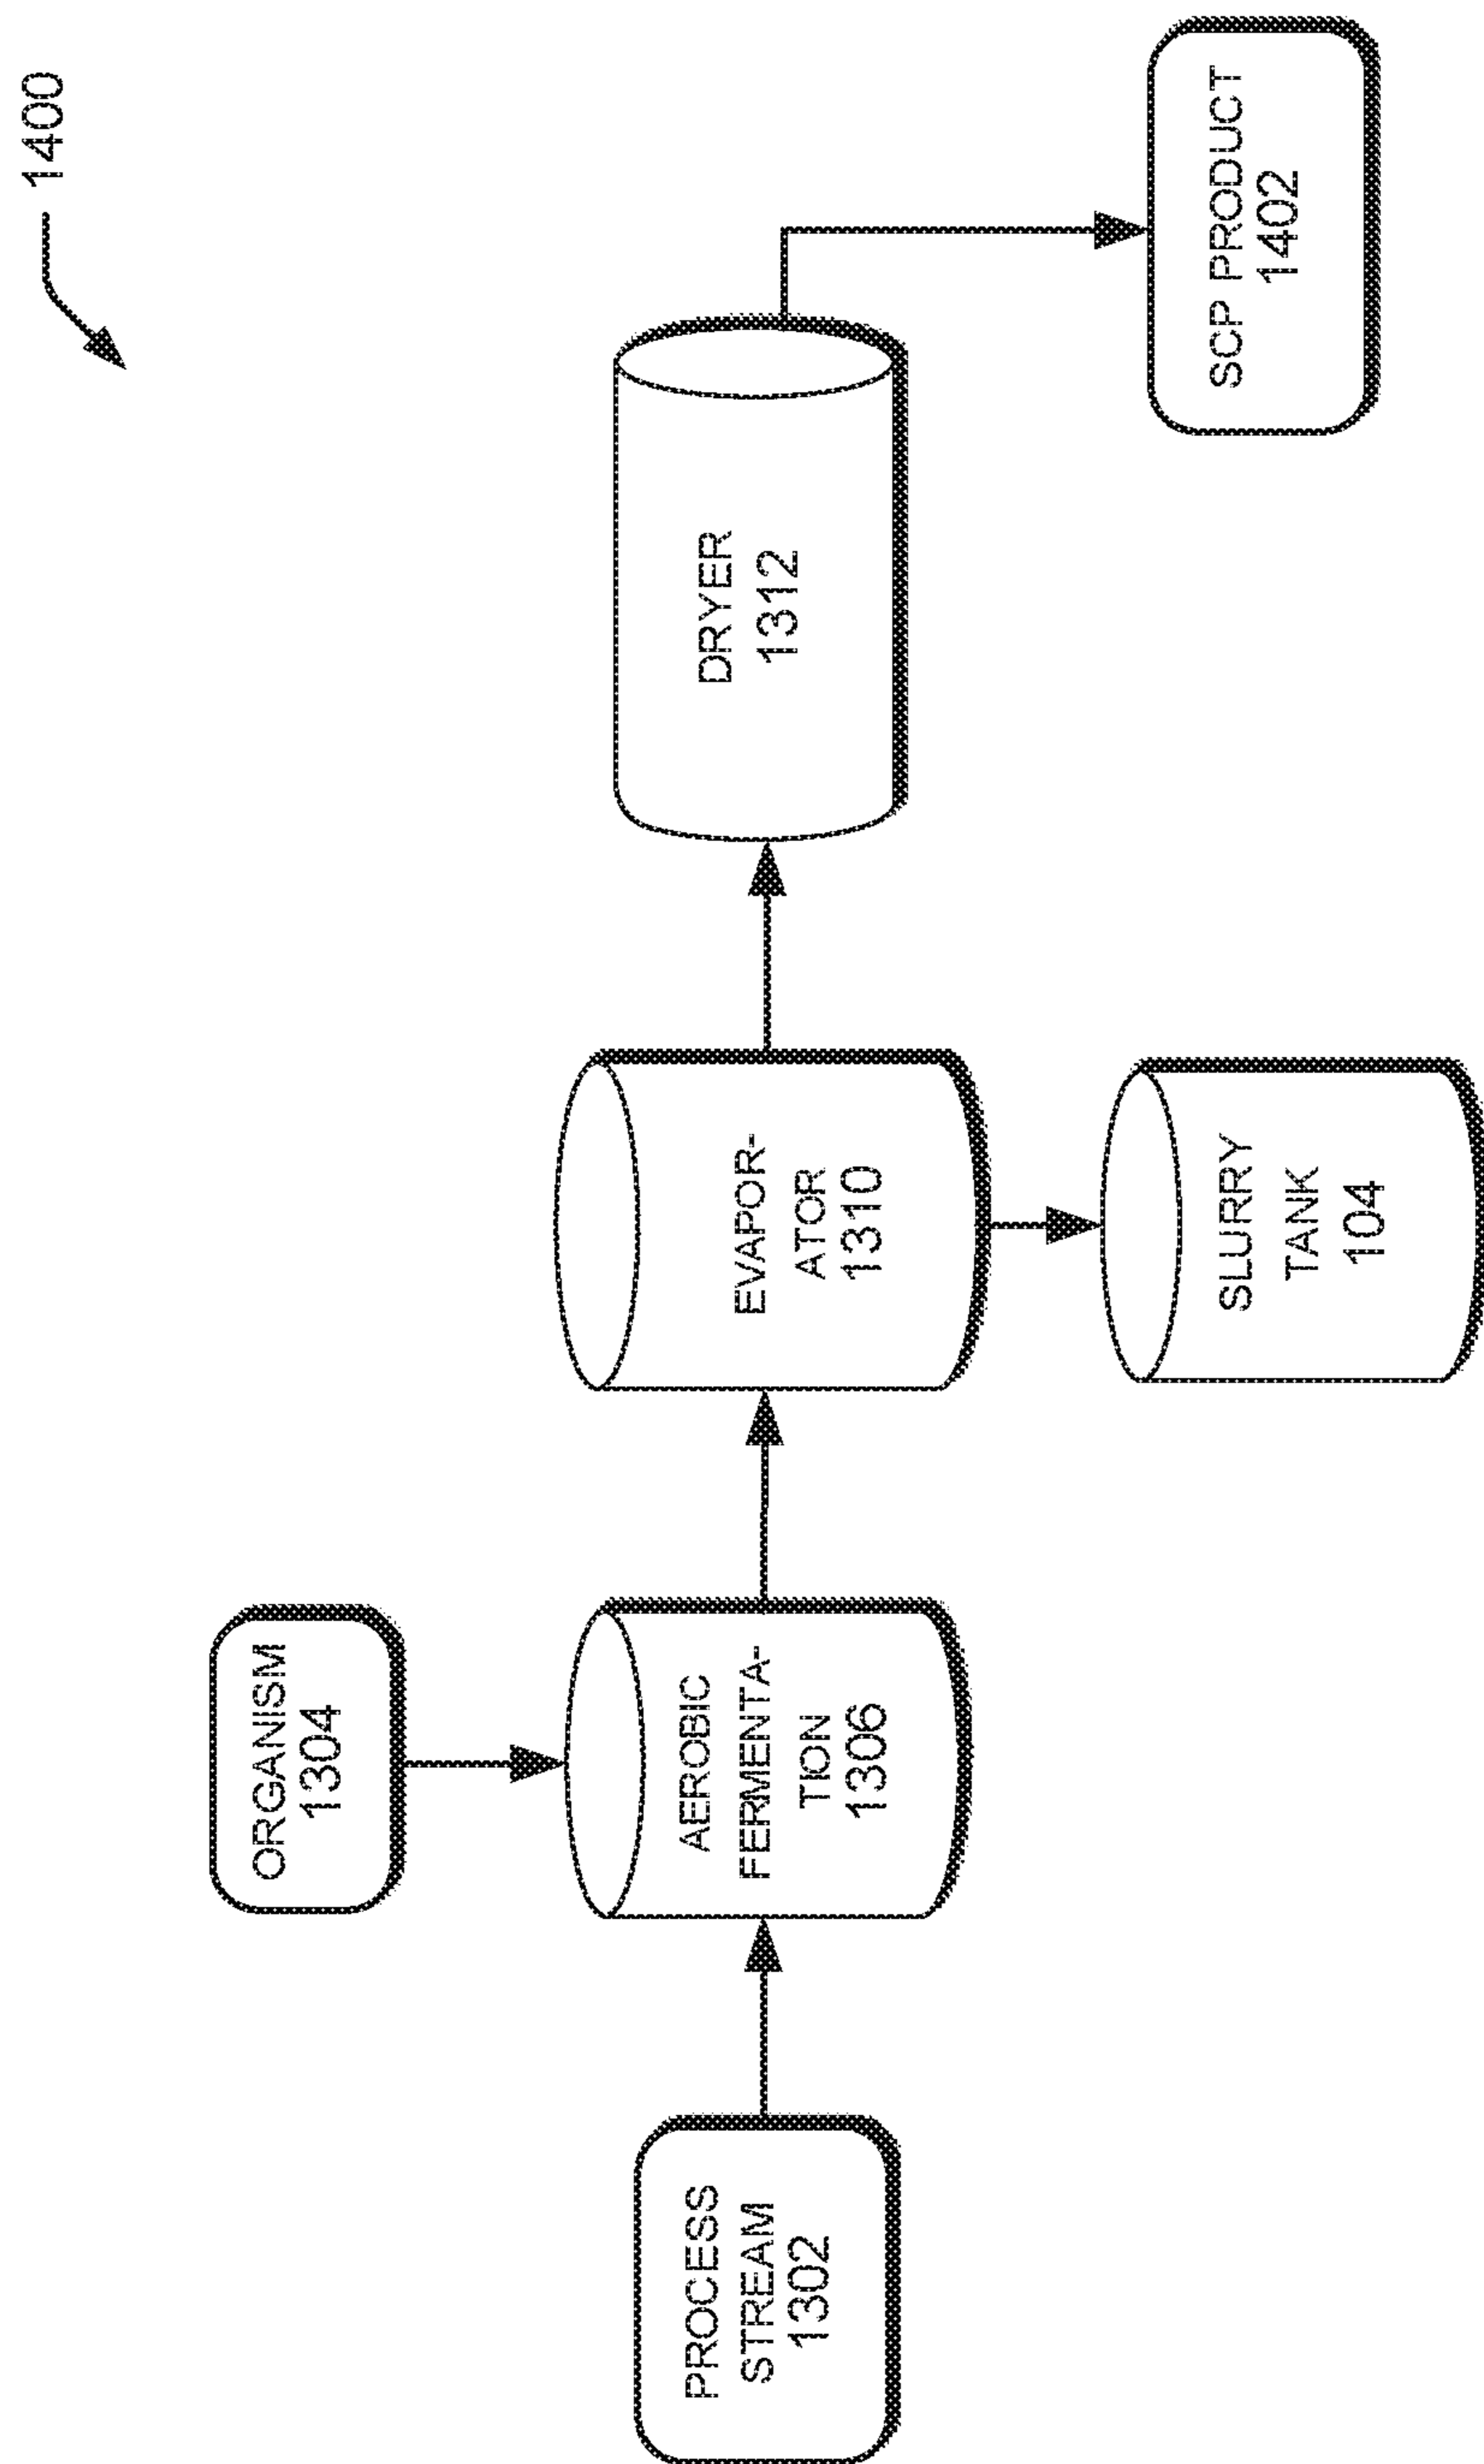 1400
ORGANISM
1304
PROCESS
STREAM
1302
AEROBIC
FERMENTA-
TION
1306
EVAPOR-
ATOR
1310
DRYER
1312
SLURRY
TANK
104
SCP PRODUCT
1402